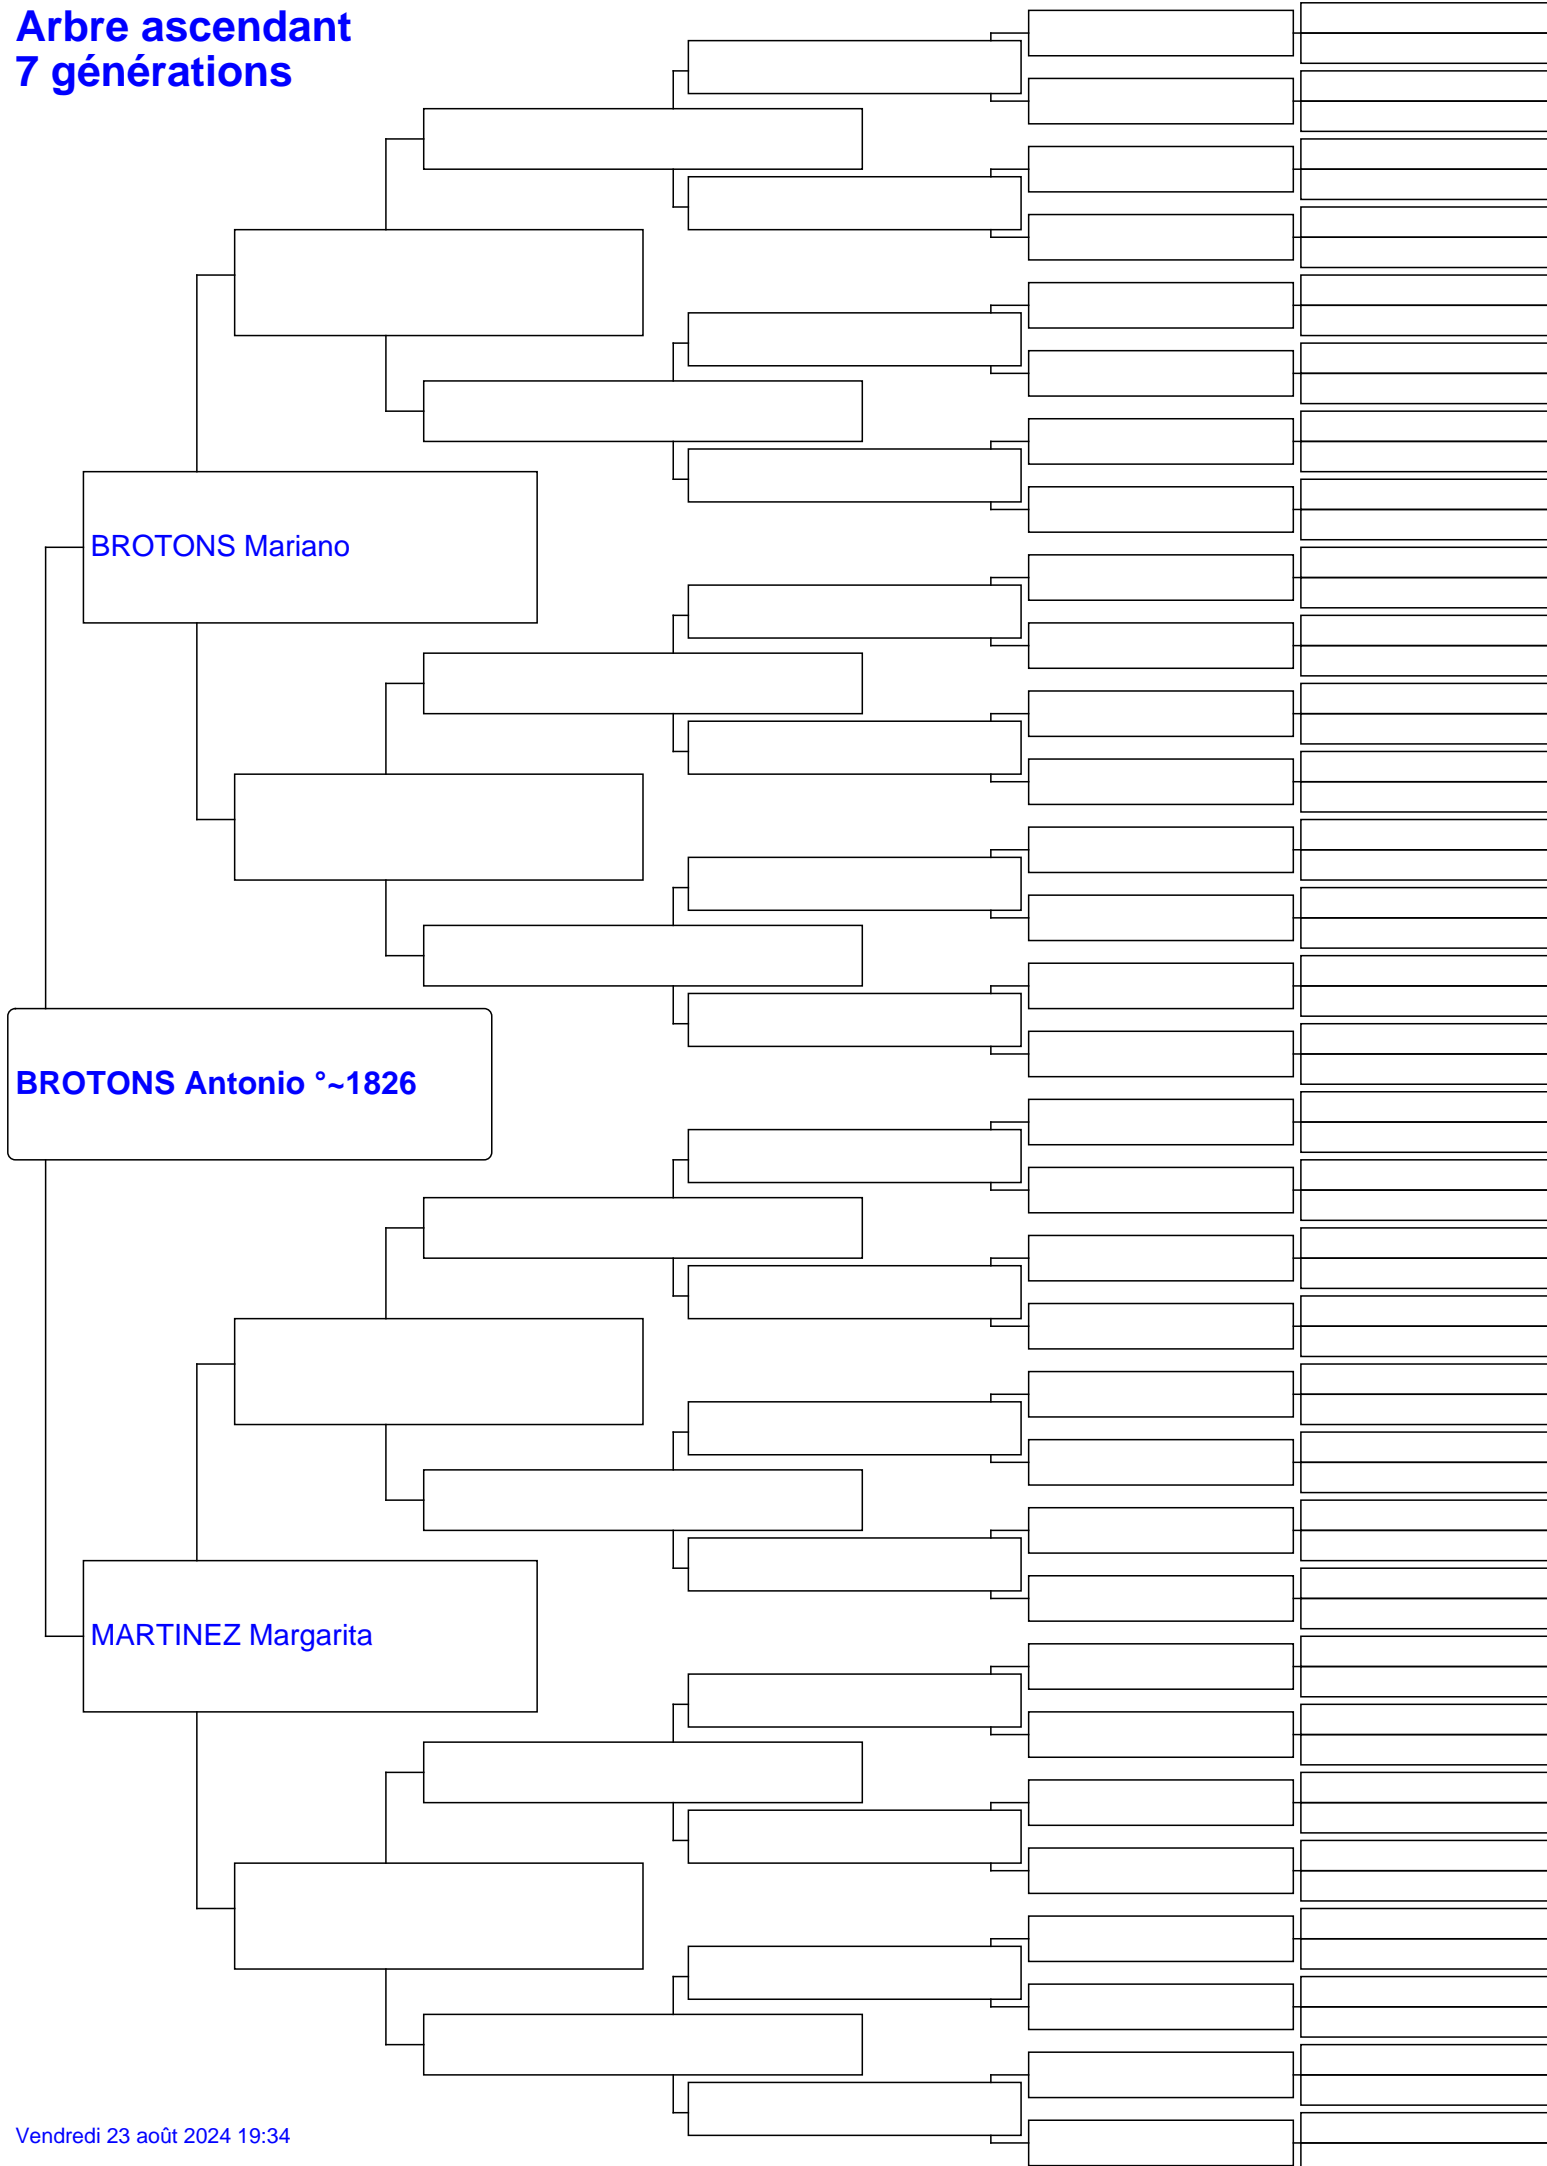 Arbre ascendant
7 générations
BROTONS Mariano
BROTONS Antonio °~1826
MARTINEZ Margarita
Vendredi 23 août 2024 19:34